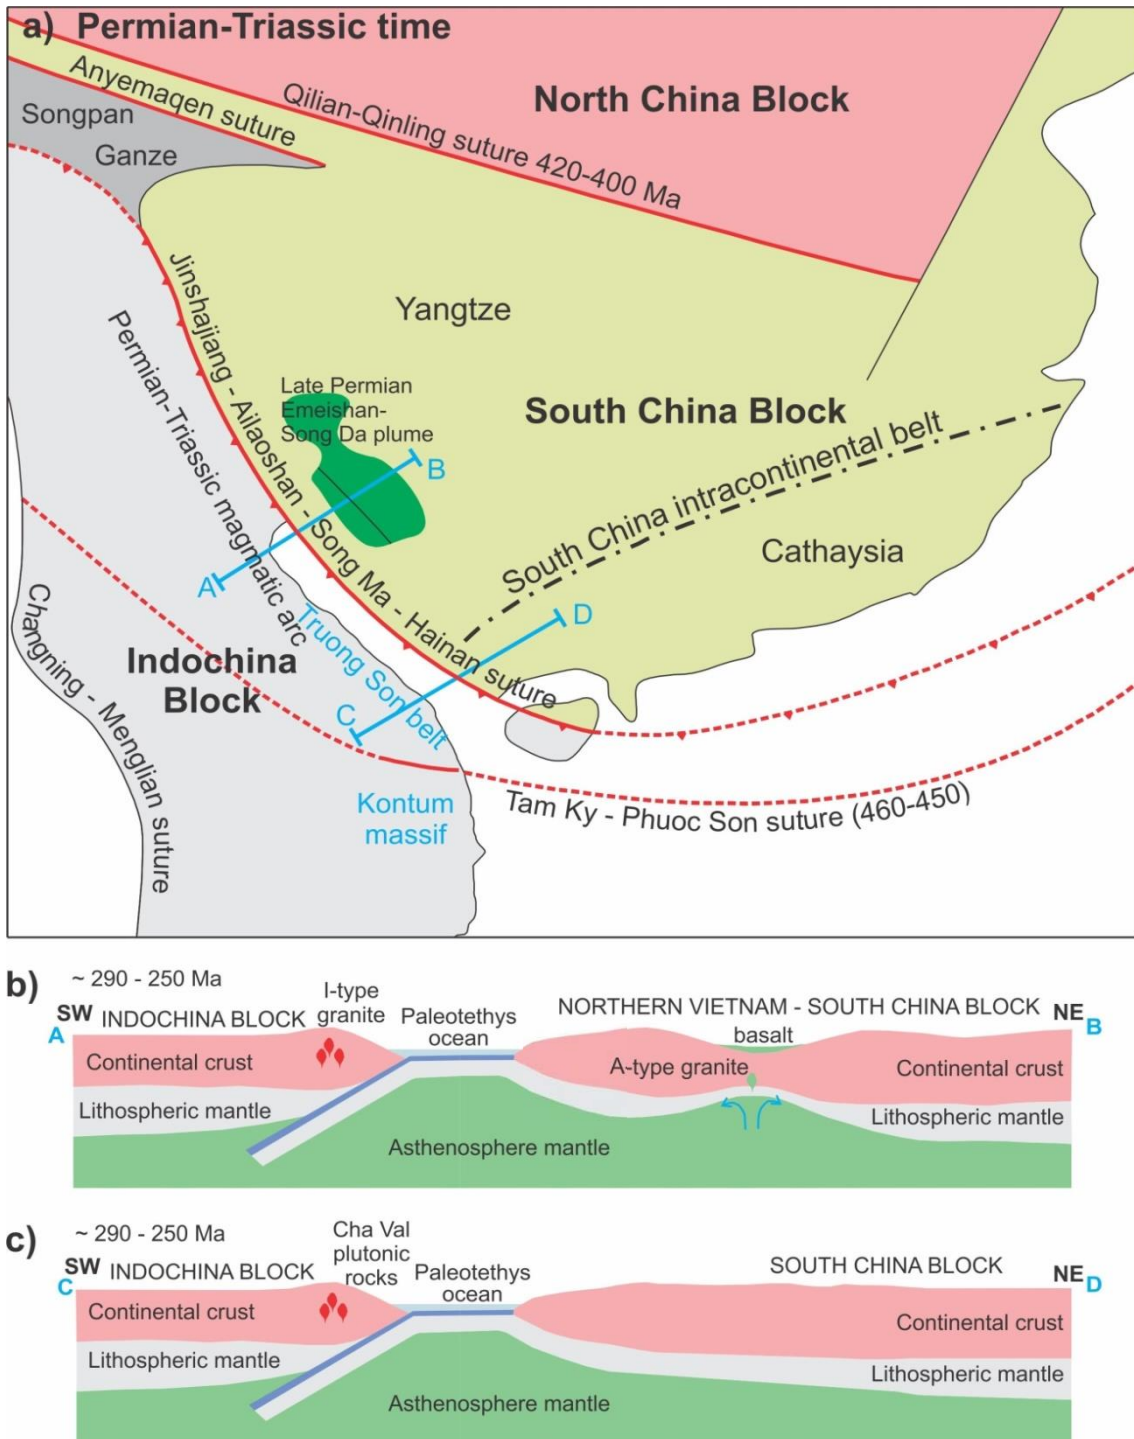 a) Permian-Triassic time
North China Block
Anyemaqen suture
Qilian-Qinling suture 420-400 Ma
Songpan
Ganze
Yangtze
Jinshajiang - Ailaoshan - Song Ma - Hainan suture
Permian-Triassic magmatic arc
Late Permian
Emeishan-
Song Da plume
South China Block
B
South China intracontinental belt
Cathaysia
A
D
Changning - Menglian suture
Indochina
Block
Truong Son belt
C
Kontum
massif
Tam Ky - Phuoc Son suture (460-450)
b) ~ 290 - 250 Ma
SW
A
INDOCHINA BLOCK
I-type
granite
Paleotethys
ocean
NORTHERN VIETNAM - SOUTH CHINA BLOCK
NE
B
basalt
Continental crust
A-type granite
Continental crust
Lithospheric mantle
Lithospheric mantle
Asthenosphere mantle
c) ~ 290 - 250 Ma
SW
C
INDOCHINA BLOCK
Cha Val
plutonic
rocks
Paleotethys
ocean
SOUTH CHINA BLOCK
NE
D
Continental crust
Continental crust
Lithospheric mantle
Lithospheric mantle
Asthenosphere mantle